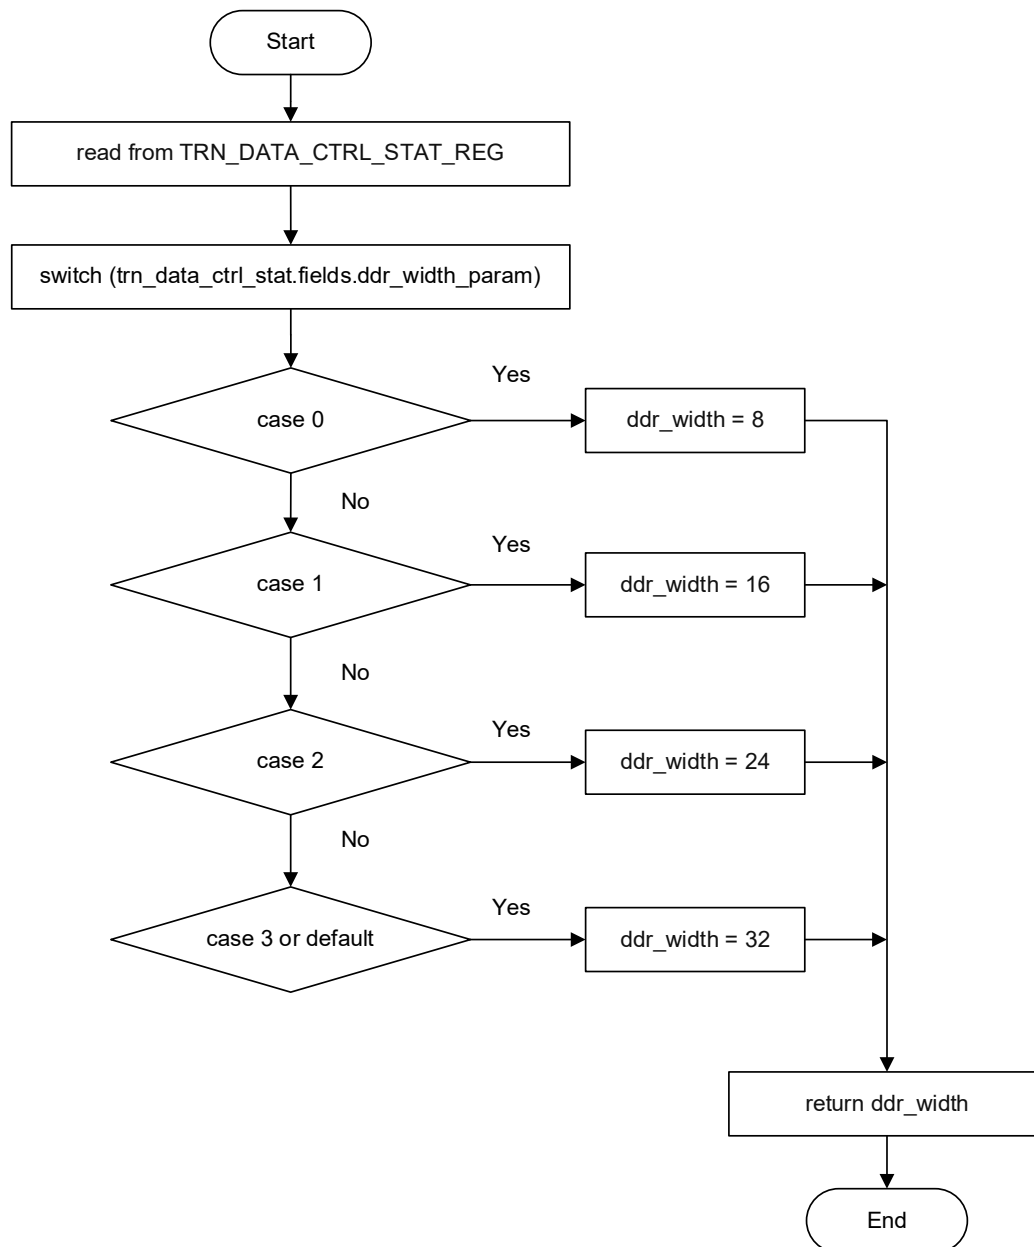 Start
read from TRN_DATA_CTRL_STAT_REG
switch (trn_data_ctrl_stat.fields.ddr_width_param)
case 0
Yes
ddr_width = 8
No
case 1
Yes
ddr_width = 16
No
case 2
Yes
ddr_width = 24
No
case 3 or default
Yes
ddr_width = 32
return ddr_width
End